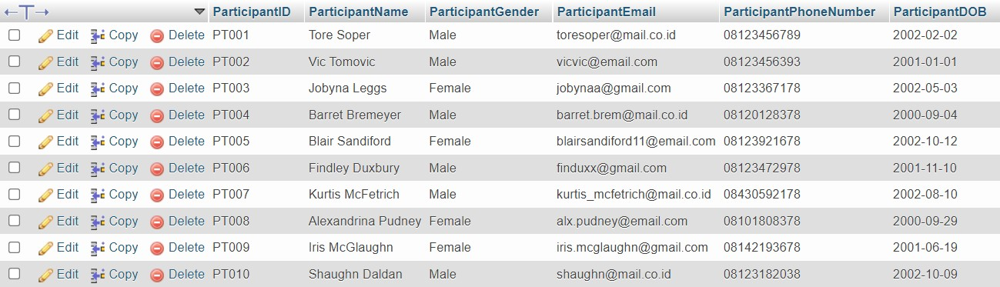 ParticipantID ParticipantName ParticipantGender ParticipantEmail ParticipantPhoneNumber ParticipantDOB
Edit Copy Delete PT001 Tore Soper Male toresoper@mail.co.id 08123456789 2002-02-02
Edit Copy Delete PT002 Vic Tomovic Male vicvic@email.com 08123456393 2001-01-01
Edit Copy Delete PT003 Jobyna Leggs Female jobynaa@gmail.com 08123367178 2002-05-03
Edit Copy Delete PT004 Barret Bremeyer Male barret.brem@mail.co.id 08120128378 2000-09-04
Edit Copy Delete PT005 Blair Sandiford Female blairsandiford11@email.com 08123921678 2002-10-12
Edit Copy Delete PT006 Findley Duxbury Male finduxx@gmail.com 08123472978 2001-11-10
Edit Copy Delete PT007 Kurtis McFetrich Male kurtis_mcfetrich@mail.co.id 08430592178 2002-08-10
Edit Copy Delete PT008 Alexandrina Pudney Female alx.pudney@email.com 08101808378 2000-09-29
Edit Copy Delete PT009 Iris McGlaughn Female iris.mcglaughn@gmail.com 08142193678 2001-06-19
Edit Copy Delete PT010 Shaughn Daldan Male shaughn@mail.co.id 08123182038 2002-10-09